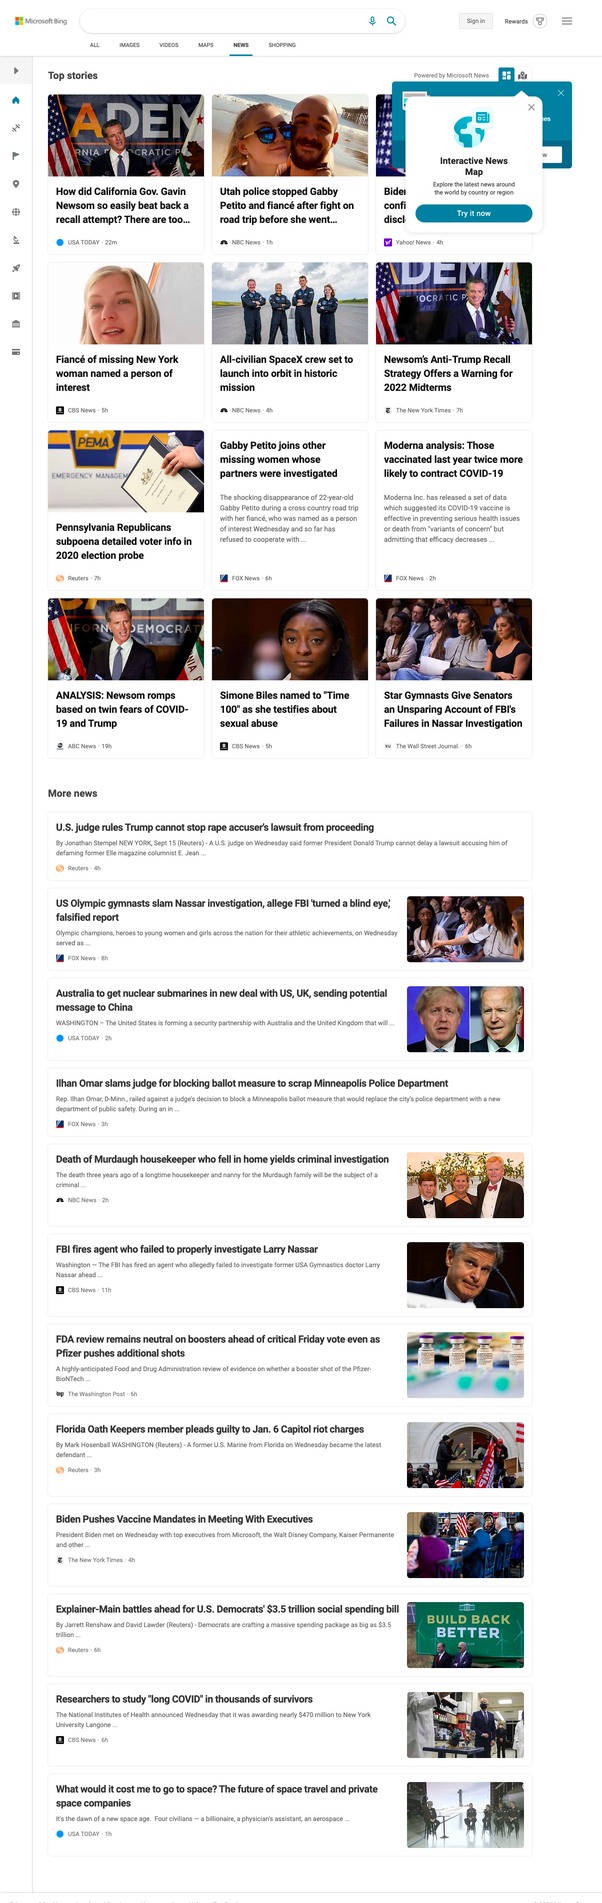 Microsoft Bing
Sign in
Rewards
ALL
IMAGES
VIDEOS
MAPS
NEWS
SHOPPING
Top stories
Powered by Microsoft News
Interactive News
Map
Explore the latest news around
the world by country or region
Try it now
How did California Gov. Gavin
Newsom so easily beat back a
recall attempt? There are too...
USA TODAY · 22m
Utah police stopped Gabby
Petito and fiancé after fight on
road trip before she went...
NBC News · 1h
Biden
confi
discl
Yahoo! News · 4h
Fiancé of missing New York
woman named a person of
interest
CBS News · 5h
All-civilian SpaceX crew set to
launch into orbit in historic
mission
NBC News · 4h
Newsom's Anti-Trump Recall
Strategy Offers a Warning for
2022 Midterms
The New York Times · 7h
PEMA
EMERGENCY MANAGEM
Pennsylvania Republicans
subpoena detailed voter info in
2020 election probe
Reuters · 7h
Gabby Petito joins other
missing women whose
partners were investigated
The shocking disappearance of 22-year-old
Gabby Petito during a cross country road trip
with her fiancé, who was named as a person
of interest Wednesday and so far has
refused to cooperate with ...
FOX News · 6h
Moderna analysis: Those
vaccinated last year twice more
likely to contract COVID-19
Moderna Inc. has released a set of data
which suggested its COVID-19 vaccine is
effective in preventing serious health issues
or death from "variants of concern" but
admitting that efficacy decreases ...
FOX News · 2h
ANALYSIS: Newsom romps
based on twin fears of COVID-
19 and Trump
ABC News · 19h
Simone Biles named to "Time
100" as she testifies about
sexual abuse
CBS News · 5h
Star Gymnasts Give Senators
an Unsparing Account of FBI's
Failures in Nassar Investigation
The Wall Street Journal. · 6h
More news
U.S. judge rules Trump cannot stop rape accuser's lawsuit from proceeding
By Jonathan Stempel NEW YORK, Sept 15 (Reuters) - A U.S. judge on Wednesday said former President Donald Trump cannot delay a lawsuit accusing him of
defaming former Elle magazine columnist E. Jean ...
Reuters · 4h
US Olympic gymnasts slam Nassar investigation, allege FBI 'turned a blind eye,'
falsified report
Olympic champions, heroes to young women and girls across the nation for their athletic achievements, on Wednesday
served as ...
FOX News · 8h
Australia to get nuclear submarines in new deal with US, UK, sending potential
message to China
WASHINGTON – The United States is forming a security partnership with Australia and the United Kingdom that will ...
USA TODAY · 2h
Ilhan Omar slams judge for blocking ballot measure to scrap Minneapolis Police Department
Rep. Ilhan Omar, D-Minn., railed against a judge's decision to block a Minneapolis ballot measure that would replace the city's police department with a new
department of public safety. During an in ...
FOX News · 3h
Death of Murdaugh housekeeper who fell in home yields criminal investigation
The death three years ago of a longtime housekeeper and nanny for the Murdaugh family will be the subject of a
criminal ...
NBC News · 2h
FBI fires agent who failed to properly investigate Larry Nassar
Washington — The FBI has fired an agent who allegedly failed to investigate former USA Gymnastics doctor Larry
Nassar ahead ...
CBS News · 11h
FDA review remains neutral on boosters ahead of critical Friday vote even as
Pfizer pushes additional shots
A highly-anticipated Food and Drug Administration review of evidence on whether a booster shot of the Pfizer-
BioNTech ...
The Washington Post · 6h
Florida Oath Keepers member pleads guilty to Jan. 6 Capitol riot charges
By Mark Hosenball WASHINGTON (Reuters) - A former U.S. Marine from Florida on Wednesday became the latest
defendant ...
Reuters · 3h
Biden Pushes Vaccine Mandates in Meeting With Executives
President Biden met on Wednesday with top executives from Microsoft, the Walt Disney Company, Kaiser Permanente
and other ...
The New York Times · 4h
Explainer-Main battles ahead for U.S. Democrats' $3.5 trillion social spending bill
By Jarrett Renshaw and David Lawder (Reuters) - Democrats are crafting a massive spending package as big as $3.5
trillion ...
Reuters · 6h
BUILD BACK
BETTER
Researchers to study "long COVID" in thousands of survivors
The National Institutes of Health announced Wednesday that it was awarding nearly $470 million to New York
University Langone ...
CBS News · 6h
What would it cost me to go to space? The future of space travel and private
space companies
It's the dawn of a new space age. Four civilians — a billionaire, a physician's assistant, an aerospace ...
USA TODAY · 1h